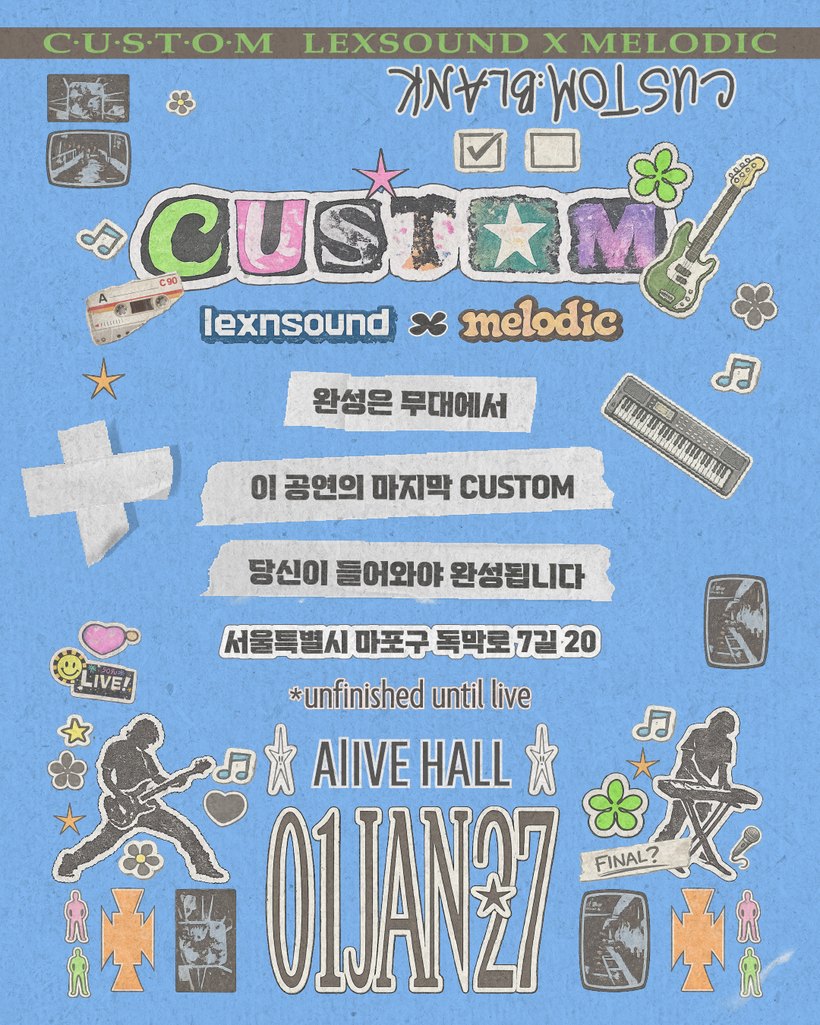 C·U·S·T·O·M LEXSOUND X MELODIC
CUSTOM:BLANK
CUSTOM
lexnsound × melodic
A
C90
완성은 무대에서
이 공연의 마지막 CUSTOM
당신이 들어와야 완성됩니다
서울특별시 마포구 독막로 7길 20
*unfinished until live
LIVE!
AlIVE HALL
01JAN27
FINAL?